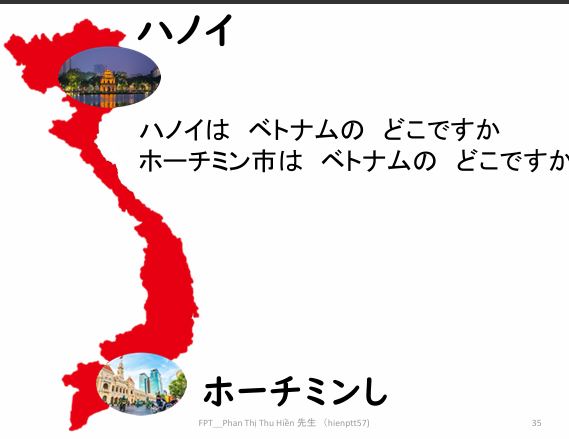 ハノイ
ハノイは　ベトナムの　どこですか
ホーチミン市は　ベトナムの　どこですか
ホーチミンし
FPT__Phan Thị Thu Hiền 先生 （hienptt57)
35